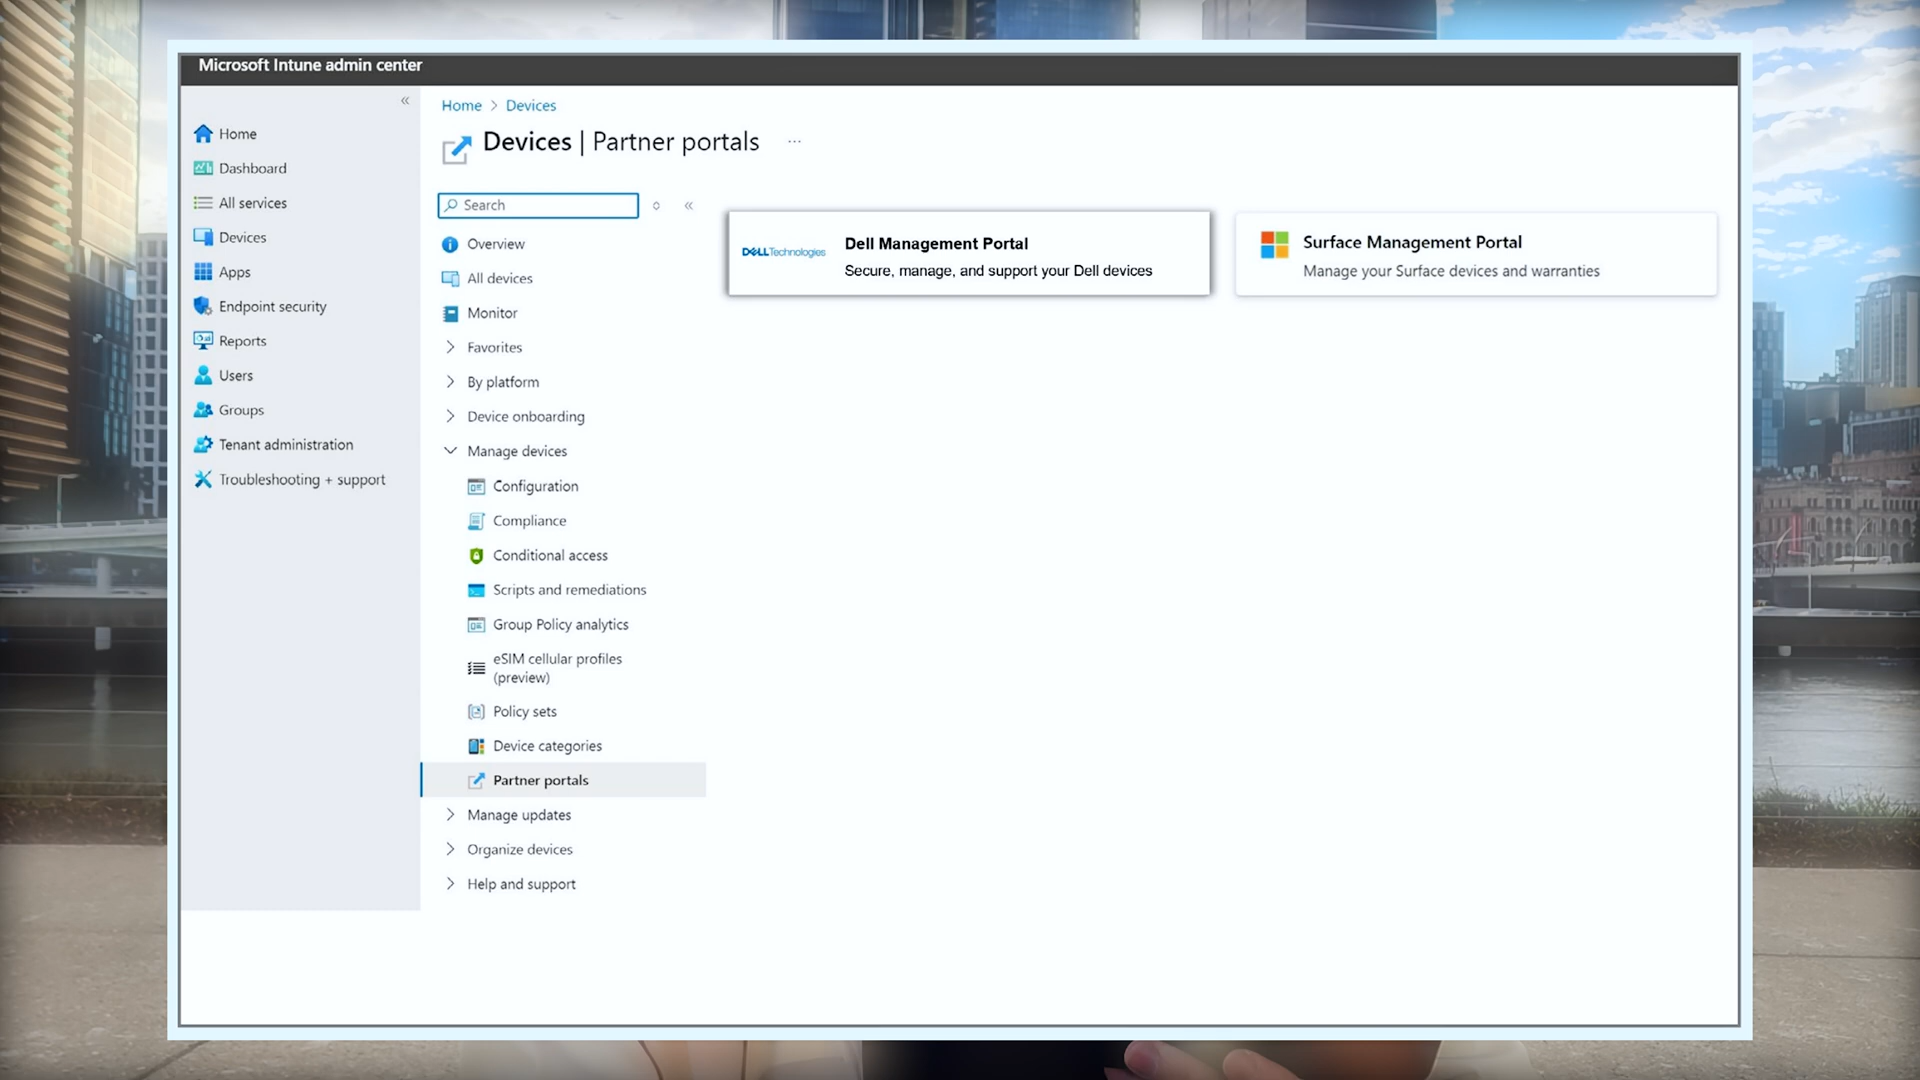 Microsoft Intune admin center
Home
Dashboard
All services
Devices
Apps
Endpoint security
Reports
Users
Groups
Tenant administration
Troubleshooting + support
Home > Devices
Devices | Partner portals
Search
Overview
All devices
Monitor
Favorites
By platform
Device onboarding
Manage devices
Configuration
Compliance
Conditional access
Scripts and remediations
Group Policy analytics
eSIM cellular profiles
(preview)
Policy sets
Device categories
Partner portals
Manage updates
Organize devices
Help and support
DELL Technologies
Dell Management Portal
Secure, manage, and support your Dell devices
Surface Management Portal
Manage your Surface devices and warranties